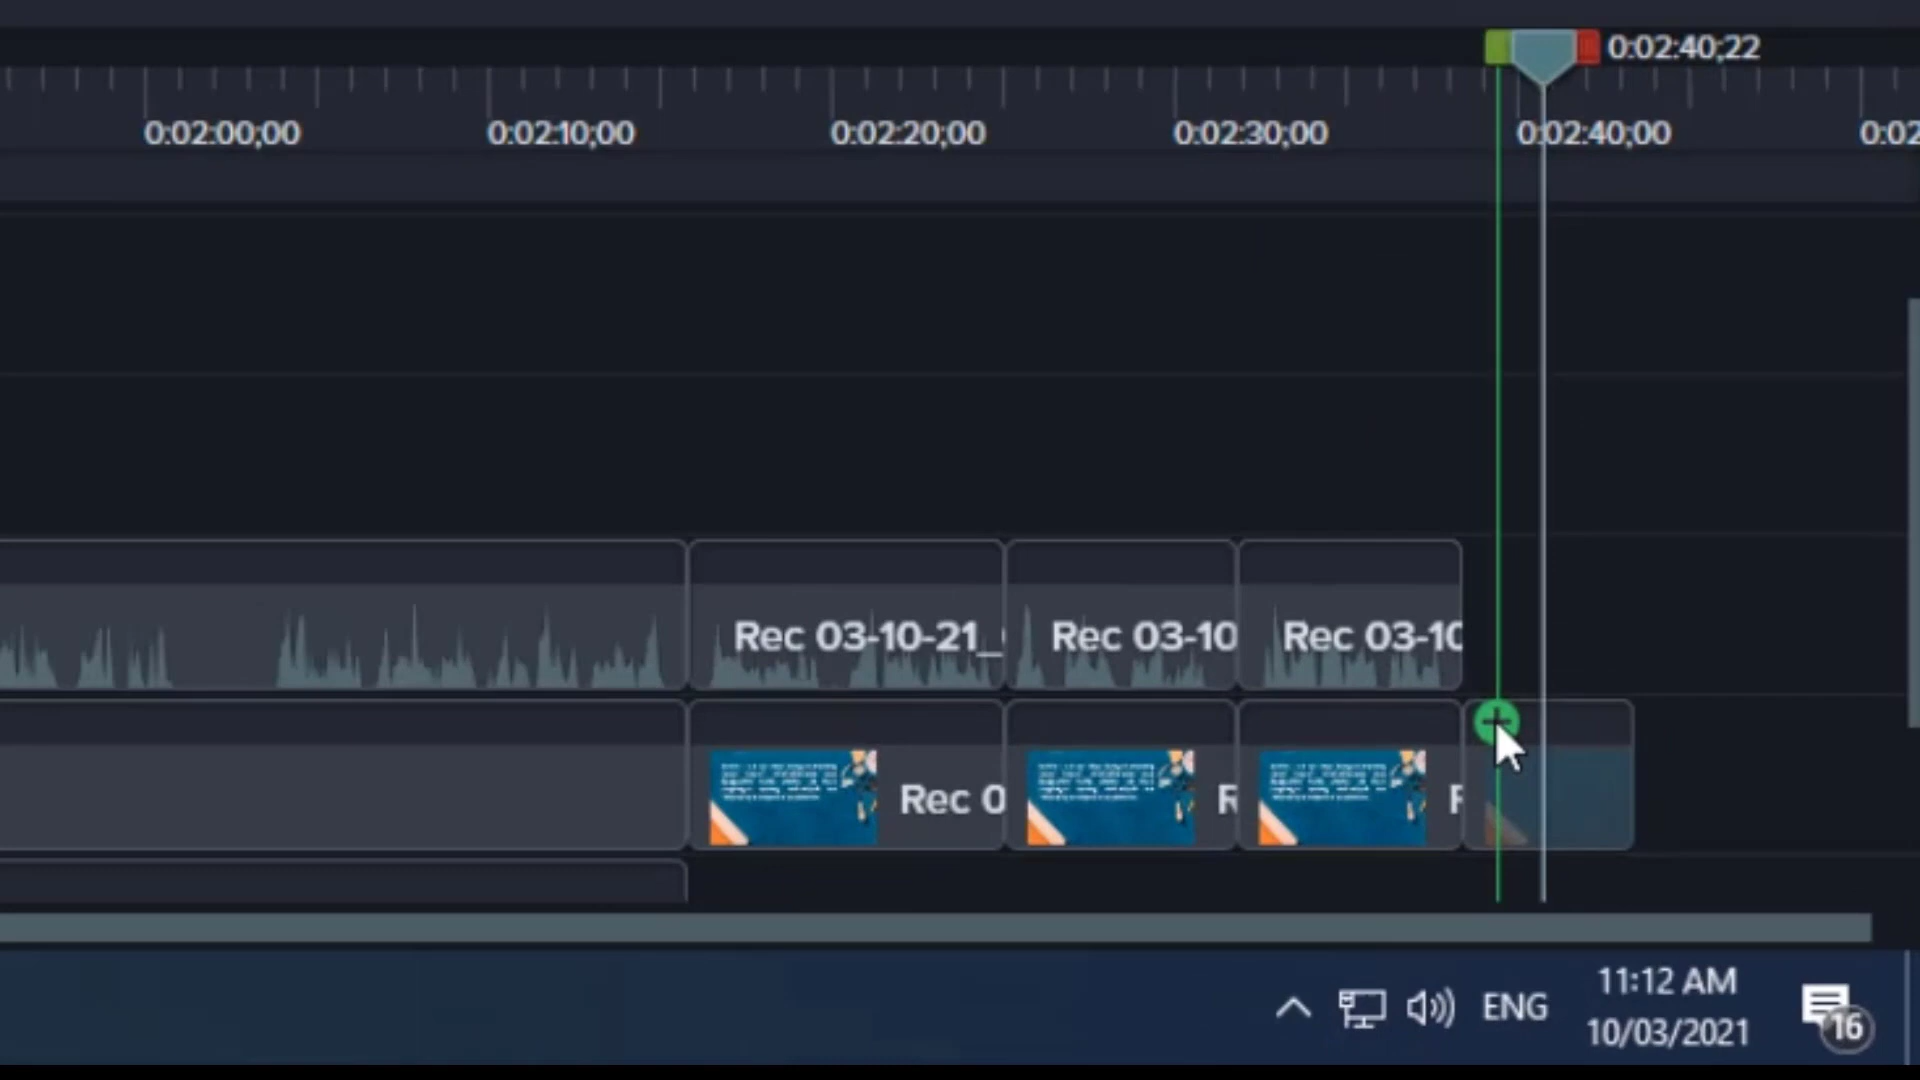 0:02:40;22
0:02:00;00 0:02:10;00 0:02:20;00 0:02:30;00 0:02:40;00 0:02
Rec 03-10-21_ Rec 03-10 Rec 03-10
Rec 0 R
ENG
11:12 AM
10/03/2021
16